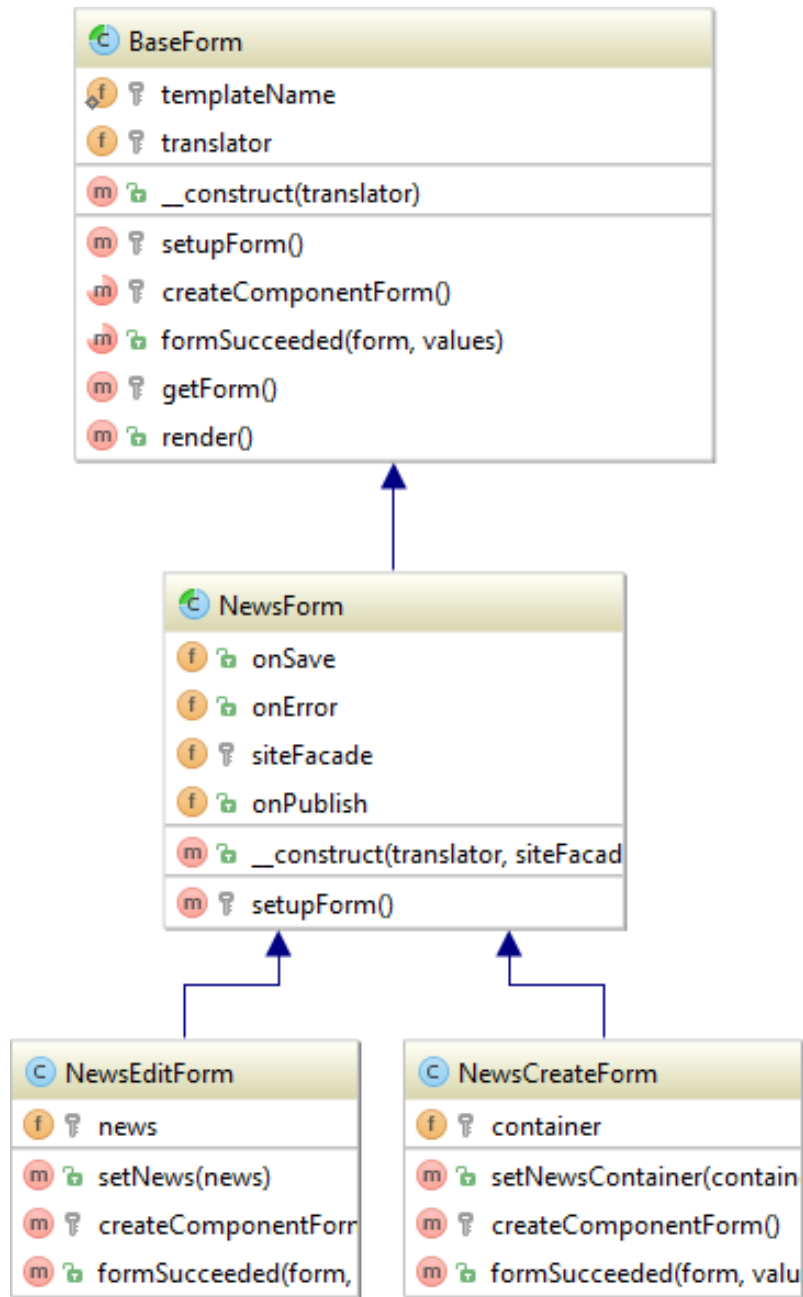 BaseForm
templateName
translator
__construct(translator)
setupForm()
createComponentForm()
formSucceeded(form, values)
getForm()
render()
NewsForm
onSave
onError
siteFacade
onPublish
__construct(translator, siteFacad
setupForm()
NewsEditForm
news
setNews(news)
createComponentForm
formSucceeded(form,
NewsCreateForm
container
setNewsContainer(contain
createComponentForm()
formSucceeded(form, valu